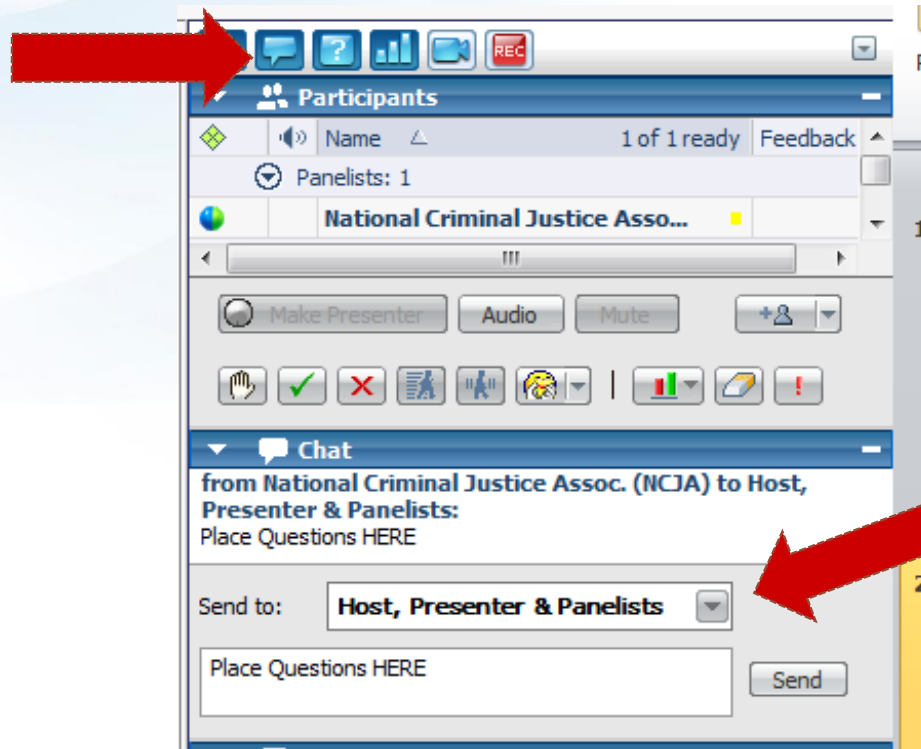 ? REC
Participants
Name 1 of 1 ready Feedback
Panelists: 1
National Criminal Justice Asso...
Make Presenter Audio Mute
Chat
from National Criminal Justice Assoc. (NCJA) to Host,
Presenter & Panelists:
Place Questions HERE
Send to: Host, Presenter & Panelists
Place Questions HERE
Send